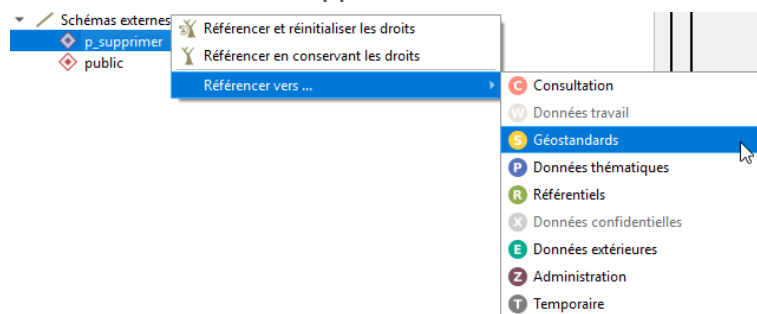 Schémas externes
p_supprimer
public
Référencer et réinitialiser les droits
Référencer en conservant les droits
Référencer vers ...
C Consultation
W Données travail
S Géostandards
P Données thématiques
R Référentiels
X Données confidentielles
E Données extérieures
Z Administration
T Temporaire